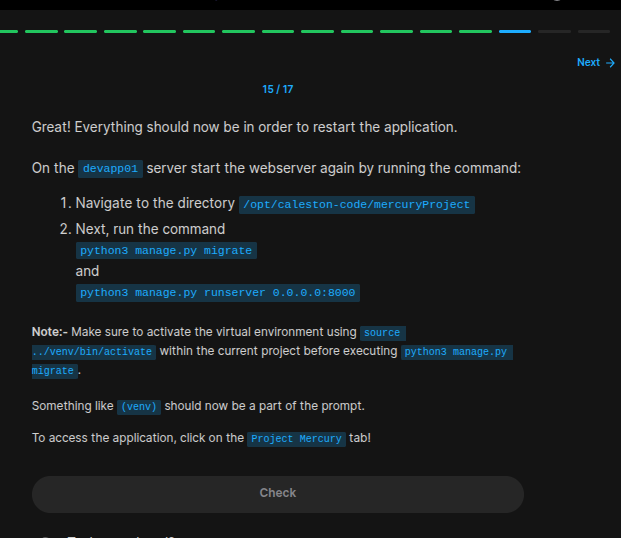 Next →
15 / 17
Great! Everything should now be in order to restart the application.
On the devapp01 server start the webserver again by running the command:
1. Navigate to the directory /opt/caleston-code/mercuryProject
2. Next, run the command
python3 manage.py migrate
and
python3 manage.py runserver 0.0.0.0:8000
Note:- Make sure to activate the virtual environment using source
../venv/bin/activate within the current project before executing python3 manage.py
migrate.
Something like (venv) should now be a part of the prompt.
To access the application, click on the Project Mercury tab!
Check